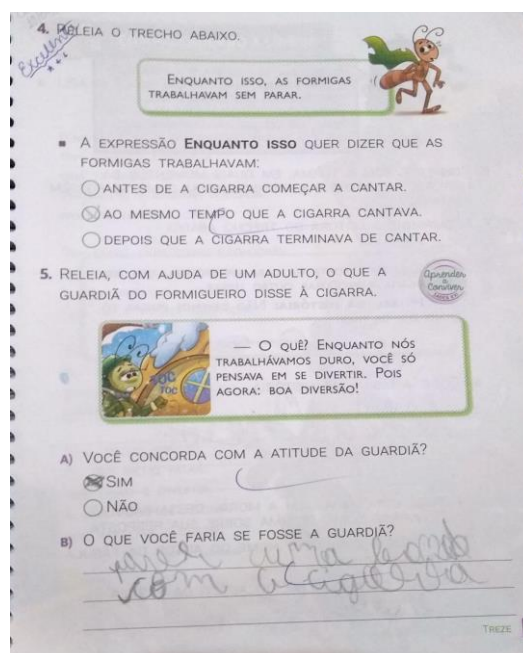 Excelente
4. RELEIA O TRECHO ABAIXO.
ENQUANTO ISSO, AS FORMIGAS
TRABALHAVAM SEM PARAR.
A EXPRESSÃO ENQUANTO ISSO QUER DIZER QUE AS
FORMIGAS TRABALHAVAM:
ANTES DE A CIGARRA COMEÇAR A CANTAR.
AO MESMO TEMPO QUE A CIGARRA CANTAVA.
DEPOIS QUE A CIGARRA TERMINAVA DE CANTAR.
5. RELEIA, COM AJUDA DE UM ADULTO, O QUE A
GUARDIÃ DO FORMIGUEIRO DISSE À CIGARRA.
Aprender a Conviver
— O QUÊ? ENQUANTO NÓS
TRABALHÁVAMOS DURO, VOCÊ SÓ
PENSAVA EM SE DIVERTIR. POIS
AGORA: BOA DIVERSÃO!
TOC
TOC
A) VOCÊ CONCORDA COM A ATITUDE DA GUARDIÃ?
SIM
NÃO
B) O QUE VOCÊ FARIA SE FOSSE A GUARDIÃ?
uma
com a
TREZE